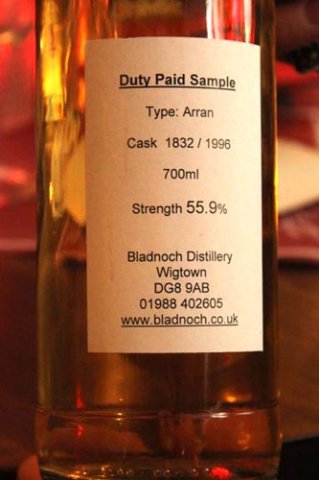 Duty Paid Sample
Type: Arran
Cask 1832 / 1996
700ml
Strength 55.9%
Bladnoch Distillery
Wigtown
DG8 9AB
01988 402605
www.bladnoch.co.uk